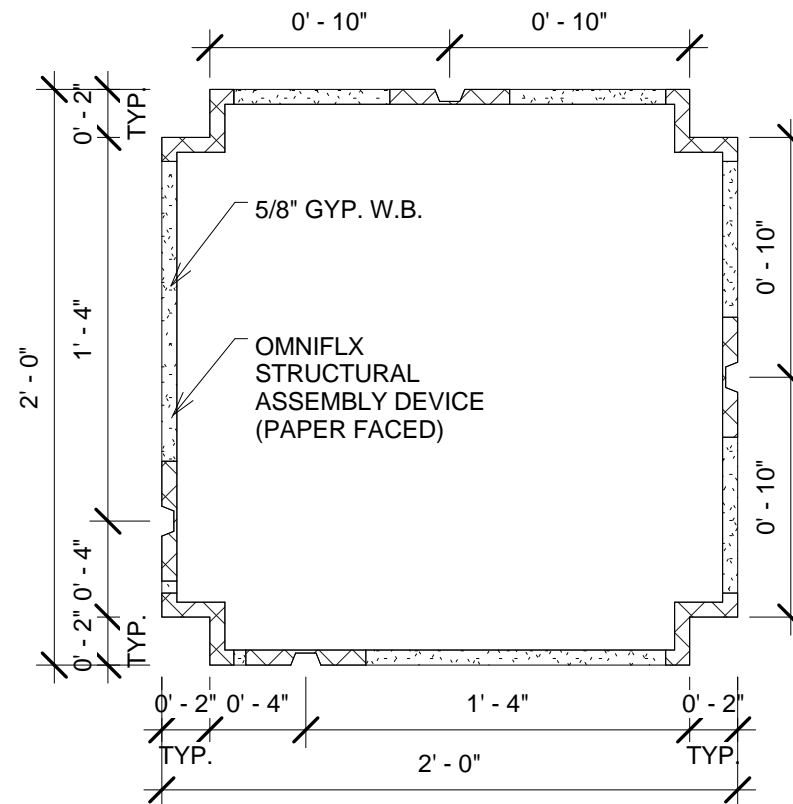 0' - 10"
0' - 10"
0' - 2"
TYP.
5/8" GYP. W.B.
0' - 10"
1' - 4"
2' - 0"
OMNIFLX
STRUCTURAL
ASSEMBLY DEVICE
(PAPER FACED)
0' - 10"
0' - 4"
0' - 2"
TYP.
0' - 2"
0' - 4"
1' - 4"
0' - 2"
TYP.
TYP.
2' - 0"